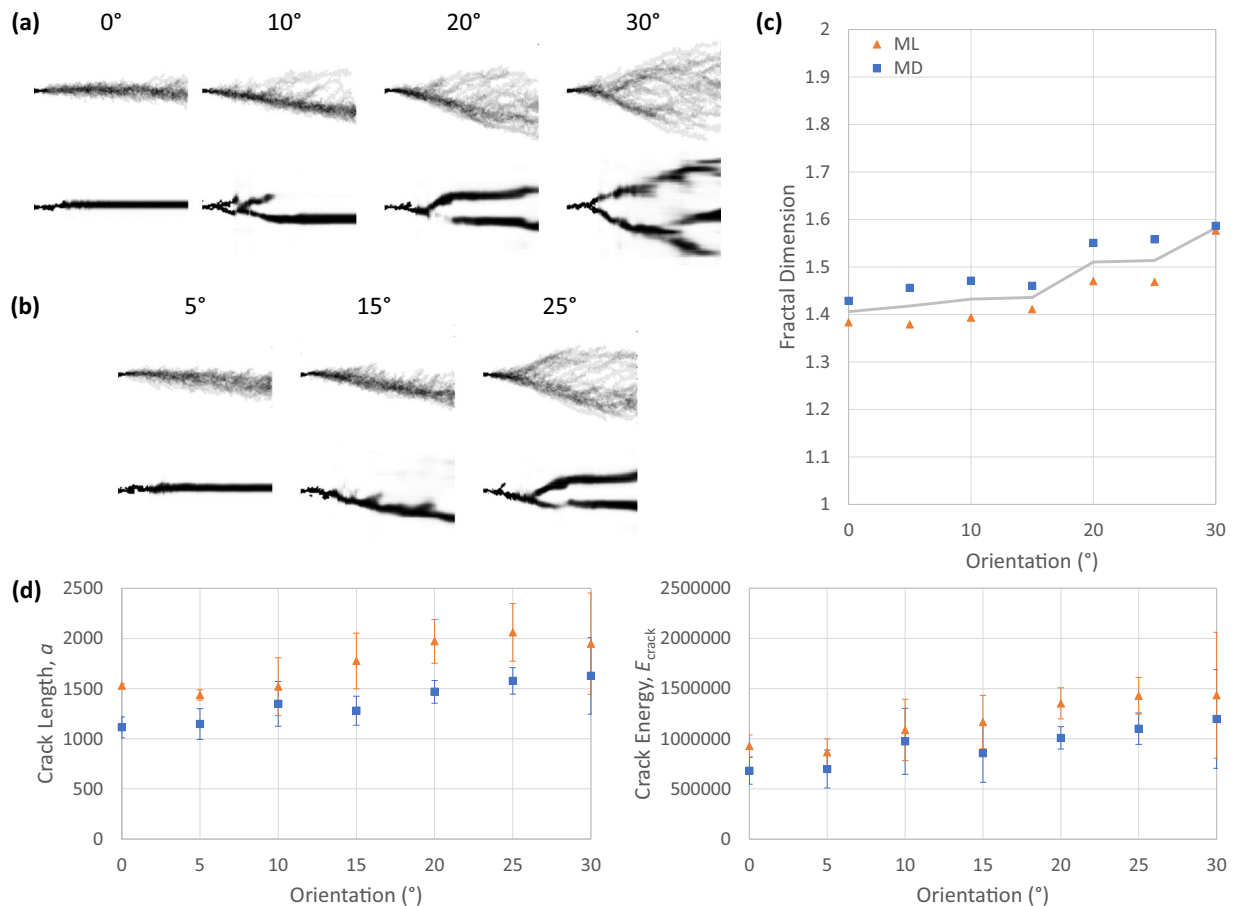 (a)
0° 10° 20° 30°
(b)
5° 15° 25°
(c)
ML
MD
2
1.9
1.8
1.7
1.6
1.5
1.4
1.3
1.2
1.1
1
Fractal Dimension
0 10 20 30
Orientation (°)
(d)
2500
2000
1500
1000
500
0
Crack Length, a
0 5 10 15 20 25 30
Orientation (°)
2500000
2000000
1500000
1000000
500000
0
Crack Energy, Ecrack
0 5 10 15 20 25 30
Orientation (°)